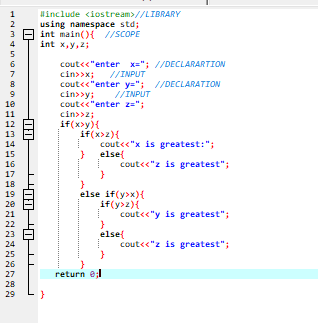 1 #include <iostream>//LIBRARY
2 using namespace std;
3 int main(){ //SCOPE
4 int x,y,z;
5
6 cout<<"enter x="; //DECLARARTION
7 cin>>x; //INPUT
8 cout<<"enter y="; //DECLARATION
9 cin>>y; //INPUT
10 cout<<"enter z=";
11 cin>>z;
12 if(x>y){
13 if(x>z){
14 cout<<"x is greatest:";
15 } else{
16 cout<<"z is greatest";
17 }
18 }
19 else if(y>x){
20 if(y>z){
21 cout<<"y is greatest";
22 }
23 else{
24 cout<<"z is greatest";
25 }
26 }
27 return 0;
28
29 }